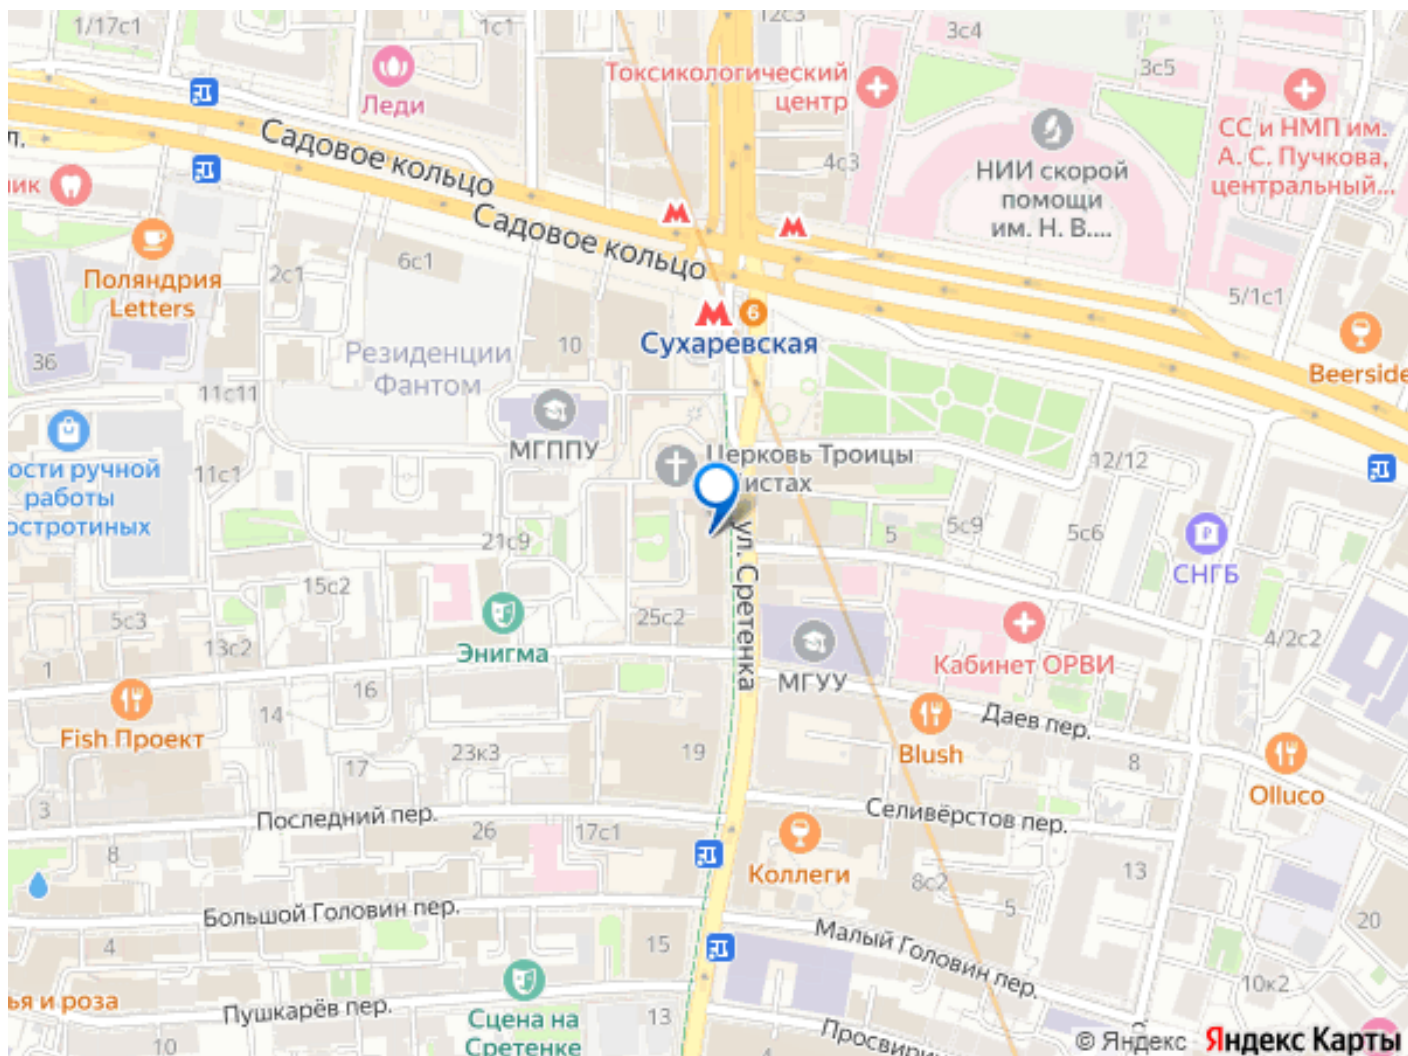 1/17с1
1с1
12с3
3с4
3с5
Токсикологический
центр
Леди
Садовое кольцо
4с3
НИИ скорой
помощи
им. Н. В....
СС и НМП им.
А. С. Пучкова,
центральный...
л.
ик
Садовое кольцо
Поляндрия
Letters
2с1
6с1
5/1с1
6
Сухаревская
36
Резиденции
Фантом
10
Beerside
11с11
МГППУ
Церковь Троицы
истах
12/12
ости ручной
работы
остротиных
11с1
21с9
ул. Сретенка
5
5с9
5с6
СНГБ
15с2
5с3
25с2
13с2
Энигма
МГУУ
Кабинет ОРВИ
4/2с2
1
16
Fish Проект
14
23к3
17
19
Blush
Даев пер.
8
Olluco
3
Последний пер.
26
17с1
Селивёрстов пер.
8
Коллеги
8с2
13
5
Большой Головин пер.
4
15
Малый Головин пер.
20
10к2
ья и роза
Пушкарёв пер.
Сцена на
Сретенке
13
10
4
Просвирин
© Яндекс Яндекс Карты